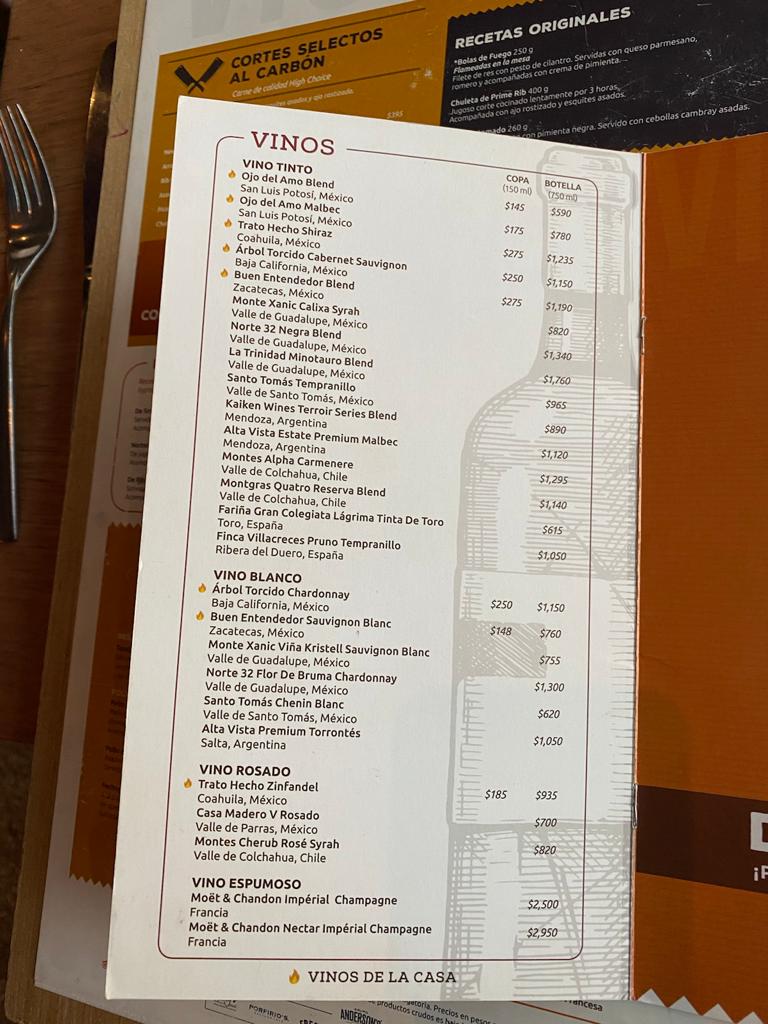 CORTES SELECTOS
AL CARBÓN
Carne de calidad High Choice
asados y ajo rostizado.
$395
RECETAS ORIGINALES
*Bolas de Fuego 250 g
Flameadas en la mesa
Filete de res con pesto de cilantro. Servidas con queso parmesano,
romero y acompañadas con crema de pimienta.
Chuleta de Prime Rib 400 g
Jugoso corte cocinado lentamente por 3 horas.
Acompañada con ajo rostizado y esquites asados.
260 g
con pimienta negra. Servido con cebollas cambray asadas.
VINOS
COPA (150 ml) BOTELLA (750 ml)
VINO TINTO
Ojo del Amo Blend $145 $590
San Luis Potosí, México
Ojo del Amo Malbec $175 $780
San Luis Potosí, México
Trato Hecho Shiraz $275 $1,235
Coahuila, México
Árbol Torcido Cabernet Sauvignon $250 $1,150
Baja California, México
Buen Entendedor Blend $275 $1,190
Zacatecas, México
Monte Xanic Calixa Syrah $820
Valle de Guadalupe, México
Norte 32 Negra Blend $1,340
Valle de Guadalupe, México
La Trinidad Minotauro Blend $1,760
Valle de Guadalupe, México
Santo Tomás Tempranillo $965
Valle de Santo Tomás, México
Kaiken Wines Terroir Series Blend $890
Mendoza, Argentina
Alta Vista Estate Premium Malbec $1,120
Mendoza, Argentina
Montes Alpha Carmenere $1,295
Valle de Colchahua, Chile
Montgras Quatro Reserva Blend $1,140
Valle de Colchahua, Chile
Fariña Gran Colegiata Lágrima Tinta De Toro $615
Toro, España
Finca Villacreces Pruno Tempranillo $1,050
Ribera del Duero, España
VINO BLANCO
Árbol Torcido Chardonnay $250 $1,150
Baja California, México
Buen Entendedor Sauvignon Blanc $148 $760
Zacatecas, México
Monte Xanic Viña Kristell Sauvignon Blanc $755
Valle de Guadalupe, México
Norte 32 Flor De Bruma Chardonnay $1,300
Valle de Guadalupe, México
Santo Tomás Chenin Blanc $620
Valle de Santo Tomás, México
Alta Vista Premium Torrontés $1,050
Salta, Argentina
VINO ROSADO
Trato Hecho Zinfandel $185 $935
Coahuila, México
Casa Madero V Rosado $700
Valle de Parras, México
Montes Cherub Rosé Syrah $820
Valle de Colchahua, Chile
VINO ESPUMOSO
Moët & Chandon Impérial Champagne $2,500
Francia
Moët & Chandon Nectar Impérial Champagne $2,950
Francia
VINOS DE LA CASA
CO
PORFIRIO'S
ANDERSON'S
Precios en pesos
productos crudos es